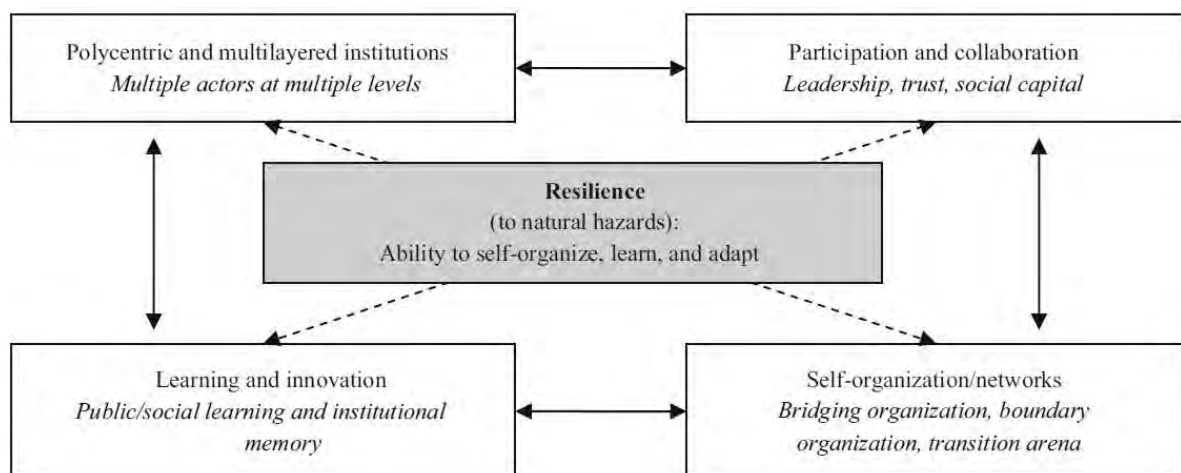 Polycentric and multilayered institutions
Multiple actors at multiple levels
Participation and collaboration
Leadership, trust, social capital
Resilience
(to natural hazards):
Ability to self-organize, learn, and adapt
Learning and innovation
Public/social learning and institutional
memory
Self-organization/networks
Bridging organization, boundary
organization, transition arena